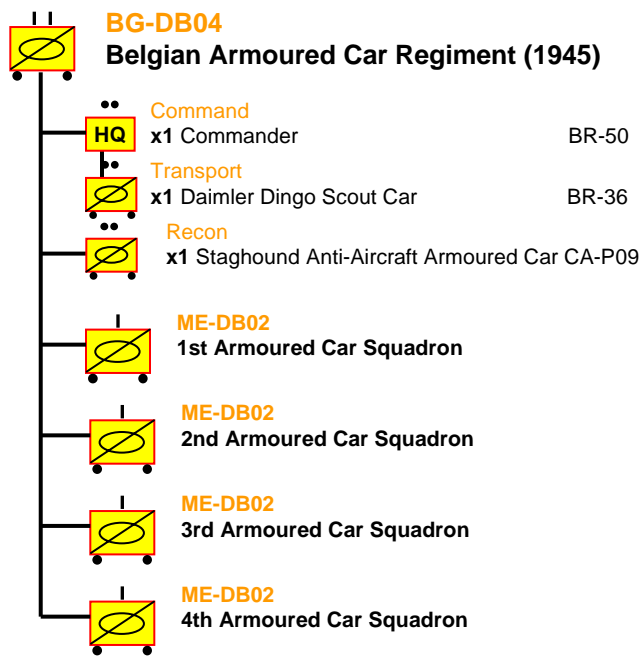 BG-DB04
Belgian Armoured Car Regiment (1945)
Command
HQ x1 Commander BR-50
Transport
x1 Daimler Dingo Scout Car BR-36
Recon
x1 Staghound Anti-Aircraft Armoured Car CA-P09
ME-DB02
1st Armoured Car Squadron
ME-DB02
2nd Armoured Car Squadron
ME-DB02
3rd Armoured Car Squadron
ME-DB02
4th Armoured Car Squadron